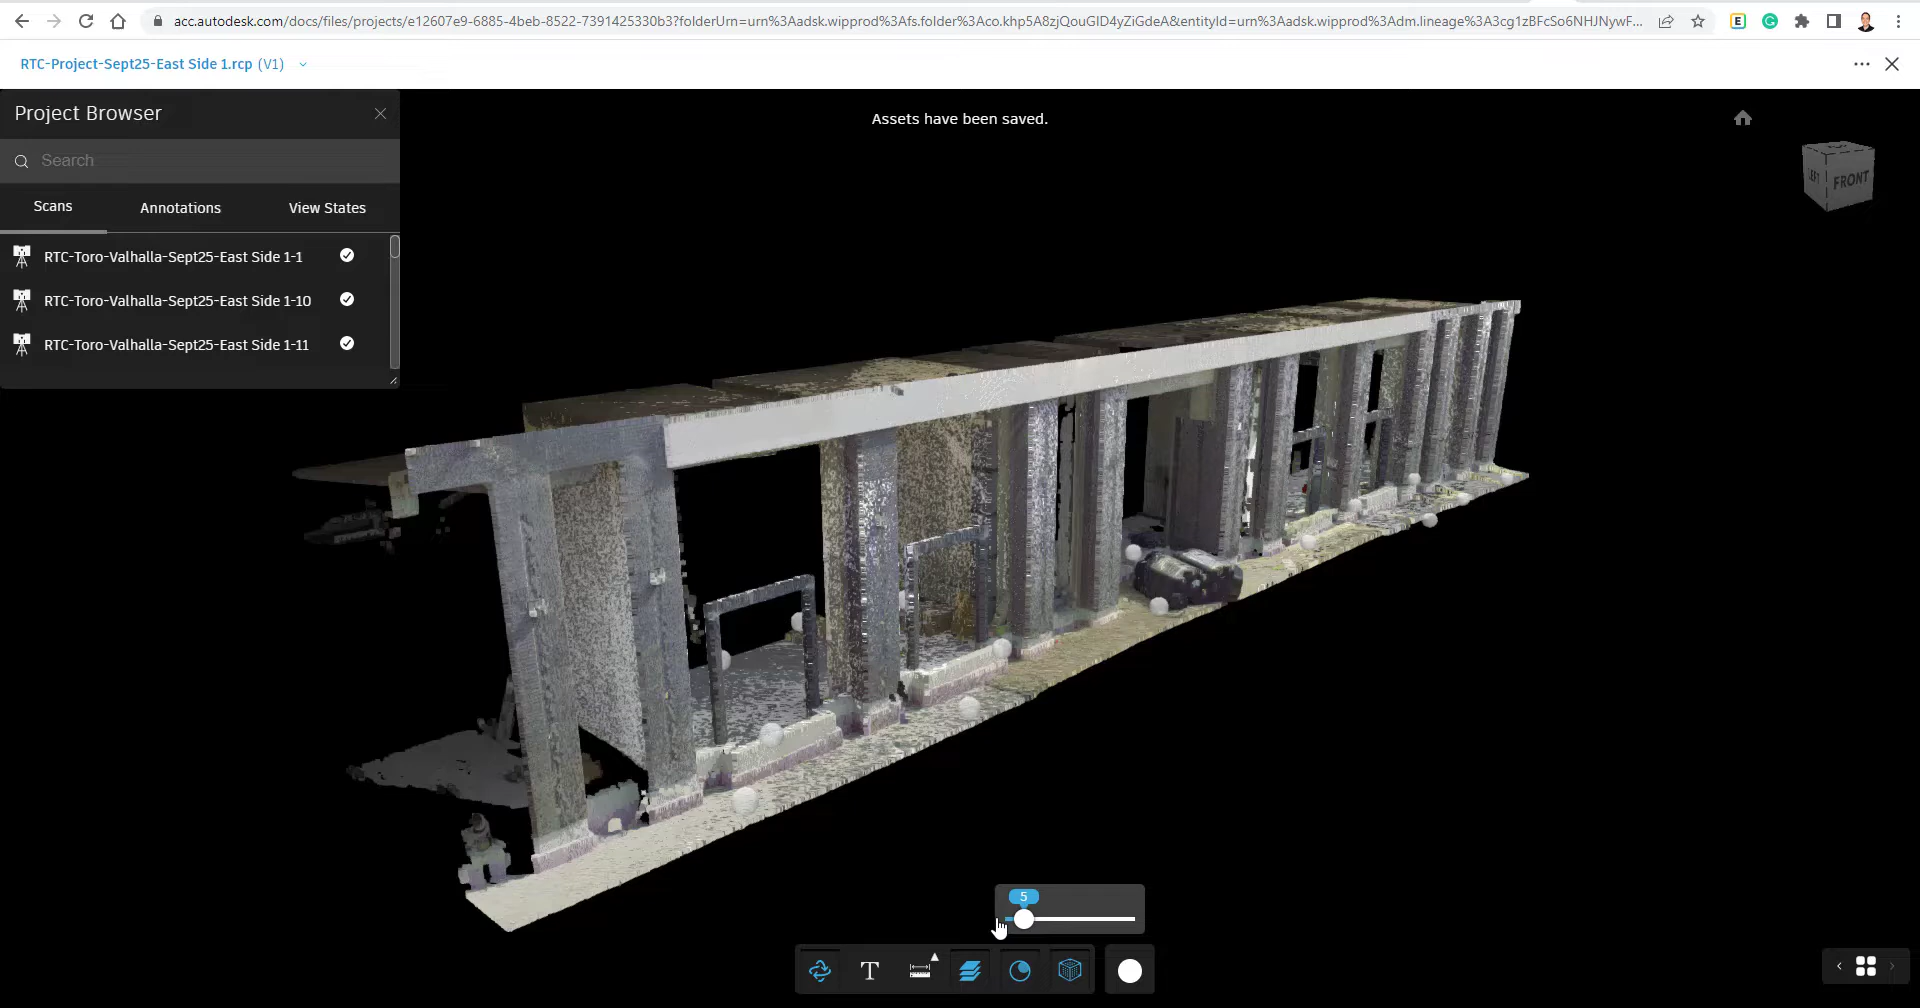 acc.autodesk.com/docs/files/projects/e12607e9-6885-4beb-8522-7391425330b3?folderUrn=urn%3Aadsk.wipprod%3Afs.folder%3Aco.khp5A8zjQouGlD4yZiGdeA&entityId=urn%3Aadsk.wipprod%3Adm.lineage%3A3cg1zBFcSo6NHJNywF...
E
RTC-Project-Sept25-East Side 1.rcp (V1)
Project Browser
Assets have been saved.
Search
LEFT
FRONT
Scans
Annotations
View States
RTC-Toro-Valhalla-Sept25-East Side 1-1
RTC-Toro-Valhalla-Sept25-East Side 1-10
RTC-Toro-Valhalla-Sept25-East Side 1-11
5
T